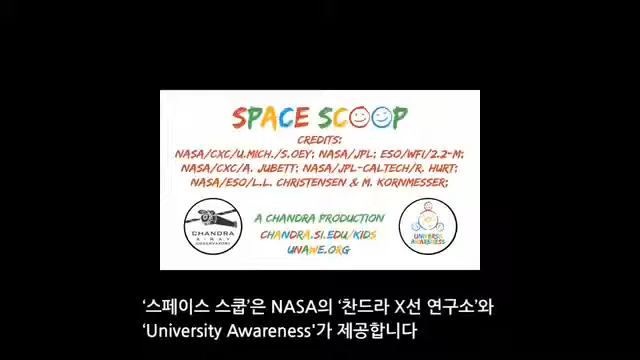 SPACE SCOOP
CREDITS:
NASA/CXC/U.MICH./S.OEY; NASA/JPL; ESO/WFI/2.2-M;
NASA/CXC/A. JUBETT; NASA/JPL-CALTECH/R. HURT;
NASA/ESO/L.L. CHRISTENSEN & M. KORNMESSER;
CHANDRA
X-RAY
OBSERVATORY
A CHANDRA PRODUCTION
CHANDRA.SI.EDU/KIDS
UNAWE.ORG
UNIVERSE
AWARENESS
‘스페이스 스쿱’은 NASA의 ‘찬드라 X선 연구소’와
‘University Awareness'가 제공합니다